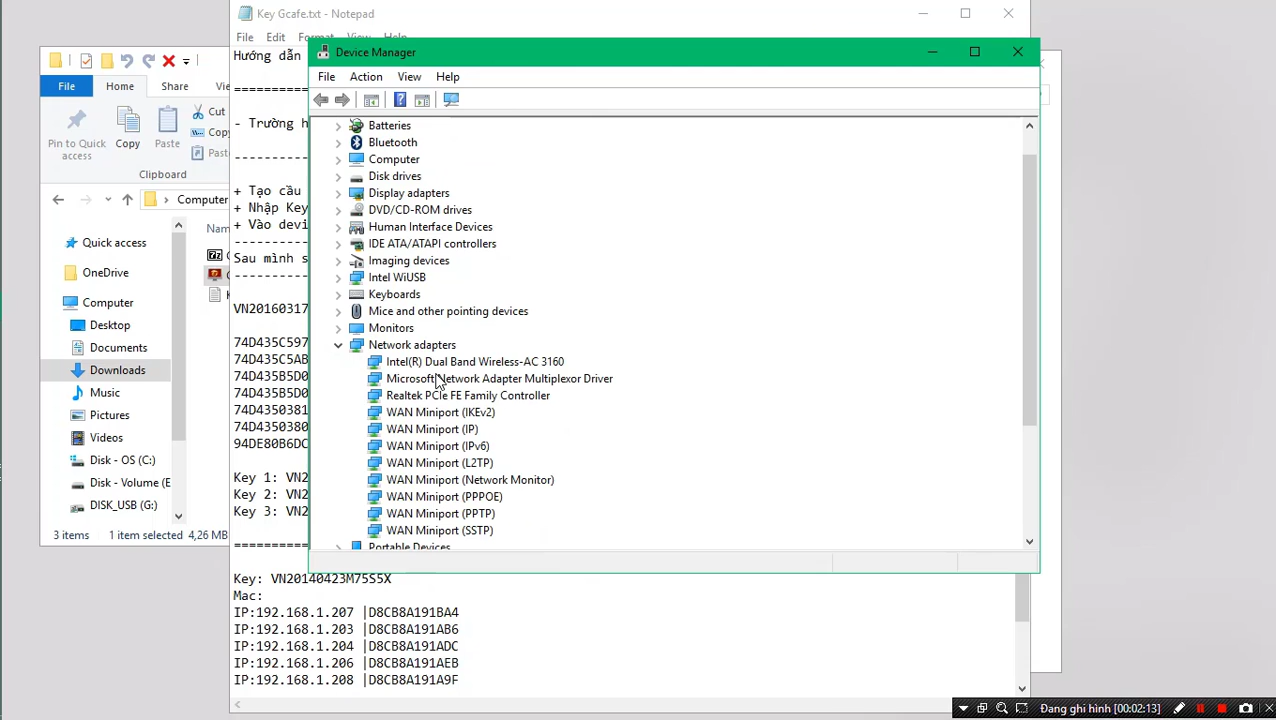 Key Gcafe.txt - Notepad
File Edit Format View Help
Hướng dẫn
- Trường h
+ Tạo cầu
+ Nhập Key
+ Vào devi
Sau mình s
VN20160317
74D435C597
74D435C5AB
74D435B5D0
74D435B5D0
74D4350381
74D4350380
94DE80B6DC
Key 1: VN2
Key 2: VN2
Key 3: VN2
Key: VN20140423M75S5X
Mac:
IP:192.168.1.207 |D8CB8A191BA4
IP:192.168.1.203 |D8CB8A191AB6
IP:192.168.1.204 |D8CB8A191ADC
IP:192.168.1.206 |D8CB8A191AEB
IP:192.168.1.208 |D8CB8A191A9F
File Home Share Vi
Pin to Quick access
Copy
Paste
Cut
Copy
Past
Clipboard
Computer
Nam
Quick access
OneDrive
Computer
Desktop
Documents
Downloads
Music
Pictures
Videos
Disk - OS (C:)
Disk - Volume (E
DISK_USB (G:)
3 items 1 item selected 4,26 MB
Device Manager
File Action View Help
Batteries
Bluetooth
Computer
Disk drives
Display adapters
DVD/CD-ROM drives
Human Interface Devices
IDE ATA/ATAPI controllers
Imaging devices
Intel WiUSB
Keyboards
Mice and other pointing devices
Monitors
Network adapters
Intel(R) Dual Band Wireless-AC 3160
Microsoft Network Adapter Multiplexor Driver
Realtek PCIe FE Family Controller
WAN Miniport (IKEv2)
WAN Miniport (IP)
WAN Miniport (IPv6)
WAN Miniport (L2TP)
WAN Miniport (Network Monitor)
WAN Miniport (PPPOE)
WAN Miniport (PPTP)
WAN Miniport (SSTP)
Portable Devices
Đang ghi hình [00:02:13]